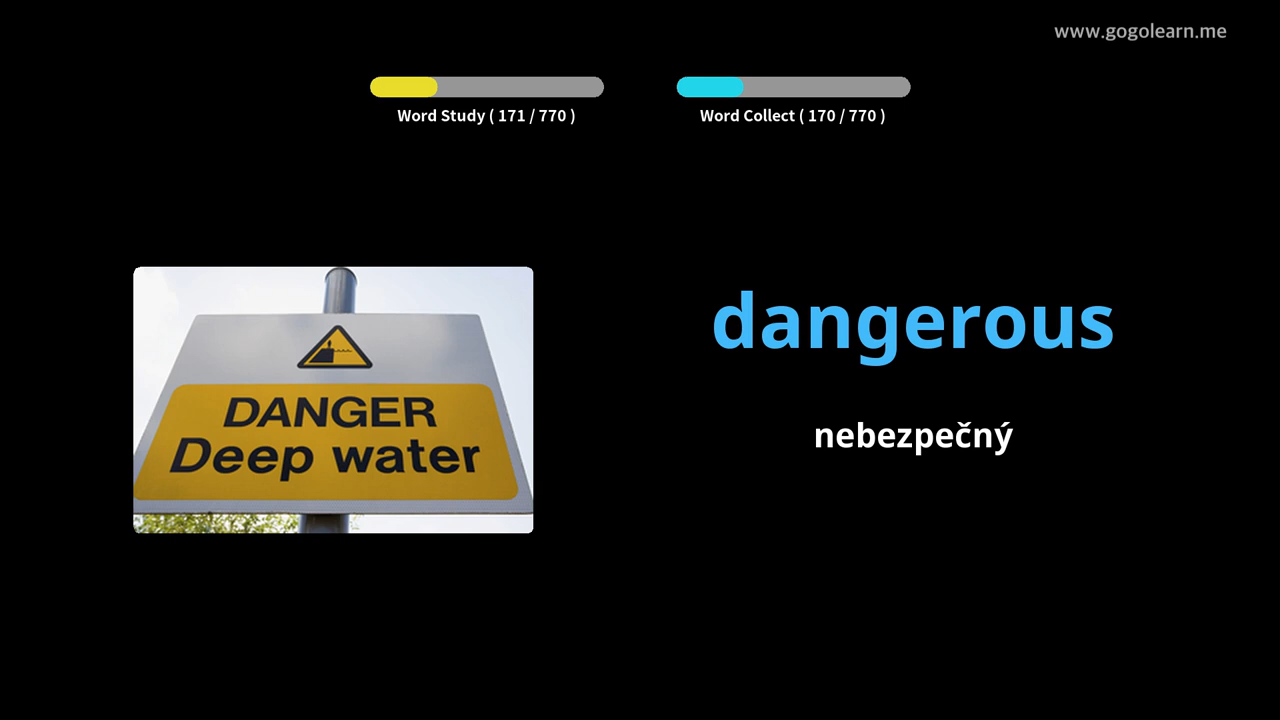 www.gogolearn.me
Word Study ( 171 / 770 )
Word Collect ( 170 / 770 )
DANGER
Deep water
dangerous
nebezpečný